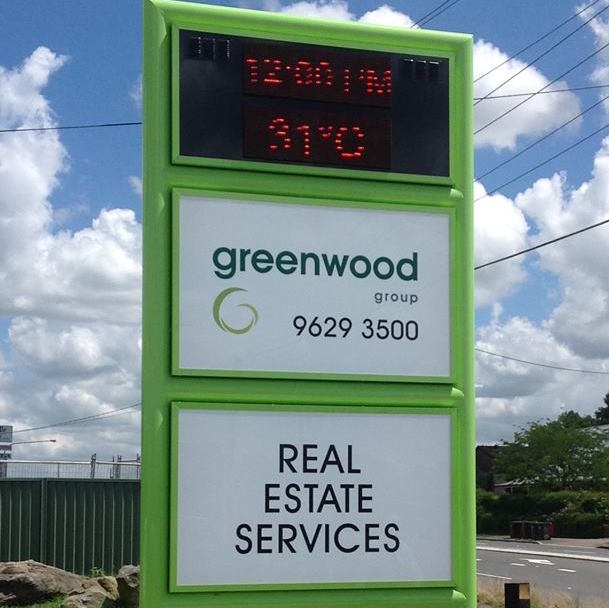 12:00 PM
31°C
greenwood
group
9629 3500
REAL
ESTATE
SERVICES